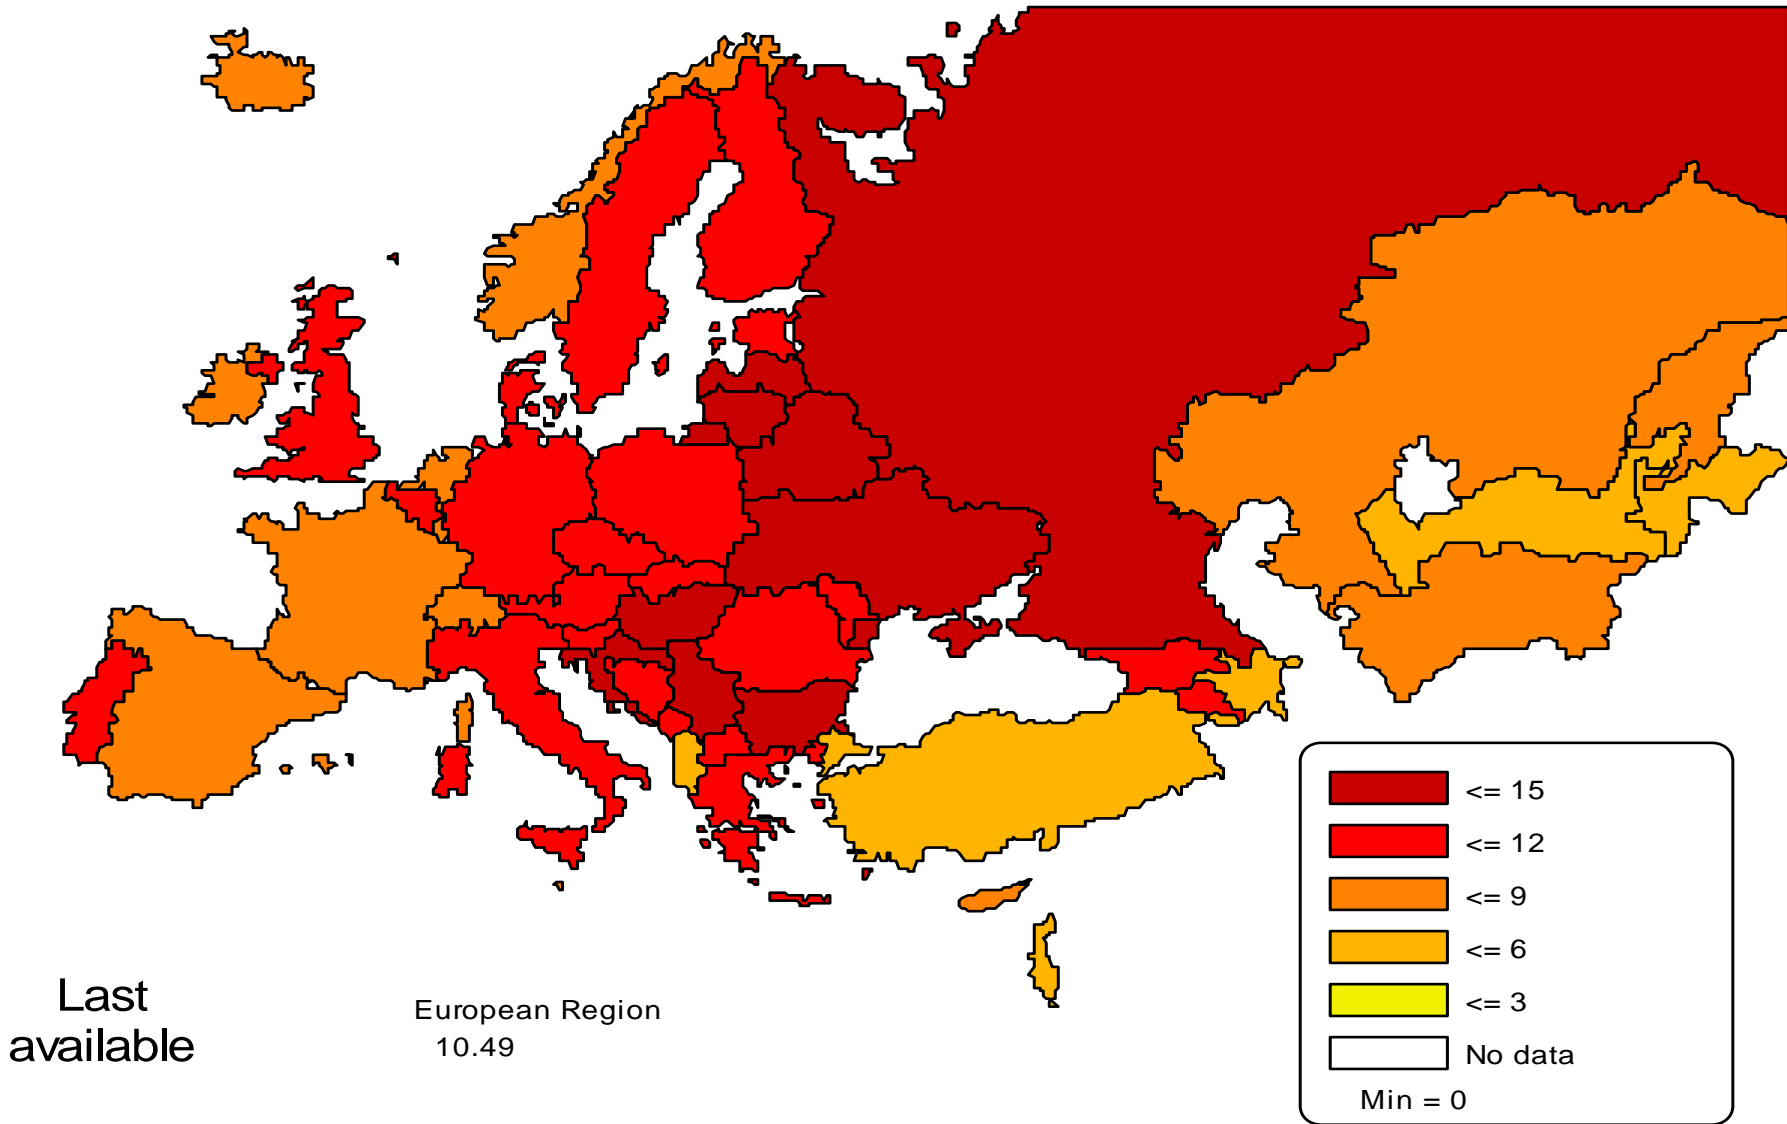 <= 15
<= 12
<= 9
<= 6
<= 3
No data
Min = 0
Last
available
European Region
10.49